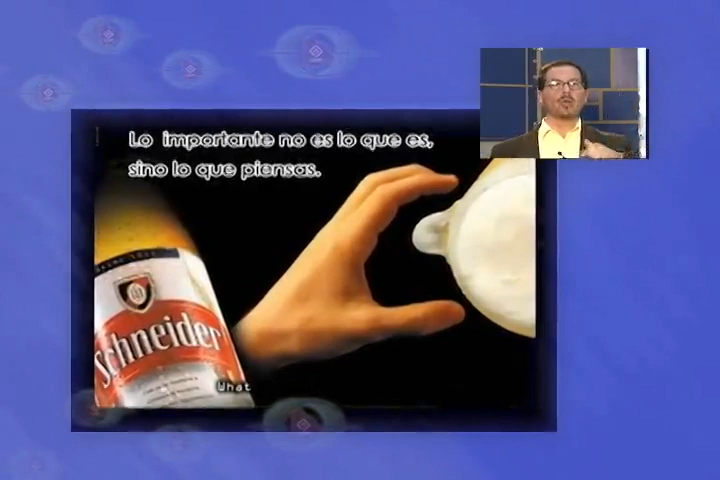 Lo importante no es lo que es,
sino lo que piensas.
Schneider
What